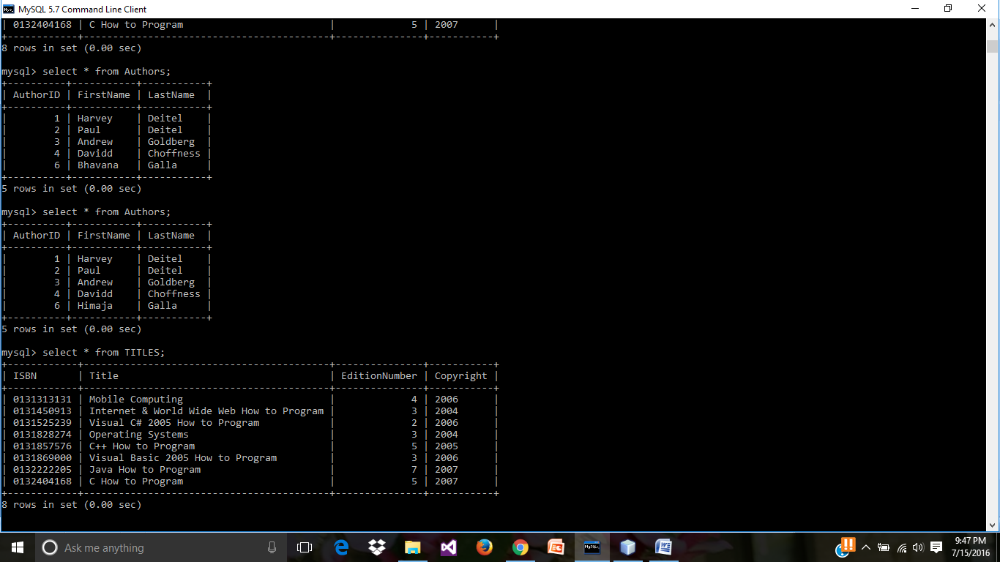 MySQL 5.7 Command Line Client
| 0132404168 | C How to Program                         |             5 | 2007      |
+------------+------------------------------------------+---------------+-----------+
8 rows in set (0.00 sec)
mysql> select * from Authors;
+----------+-----------+-----------+
| AuthorID | FirstName | LastName  |
+----------+-----------+-----------+
|        1 | Harvey    | Deitel    |
|        2 | Paul      | Deitel    |
|        3 | Andrew    | Goldberg  |
|        4 | Davidd    | Choffness |
|        6 | Bhavana   | Galla     |
+----------+-----------+-----------+
5 rows in set (0.00 sec)
mysql> select * from Authors;
+----------+-----------+-----------+
| AuthorID | FirstName | LastName  |
+----------+-----------+-----------+
|        1 | Harvey    | Deitel    |
|        2 | Paul      | Deitel    |
|        3 | Andrew    | Goldberg  |
|        4 | Davidd    | Choffness |
|        6 | Himaja    | Galla     |
+----------+-----------+-----------+
5 rows in set (0.00 sec)
mysql> select * from TITLES;
+------------+------------------------------------------+---------------+-----------+
| ISBN       | Title                                    | EditionNumber | Copyright |
+------------+------------------------------------------+---------------+-----------+
| 0131313131 | Mobile Computing                         |             4 | 2006      |
| 0131450913 | Internet & World Wide Web How to Program |             3 | 2004      |
| 0131525239 | Visual C# 2005 How to Program            |             2 | 2006      |
| 0131828274 | Operating Systems                        |             3 | 2004      |
| 0131857576 | C++ How to Program                       |             5 | 2005      |
| 0131869000 | Visual Basic 2005 How to Program         |             3 | 2006      |
| 0132222205 | Java How to Program                      |             7 | 2007      |
| 0132404168 | C How to Program                         |             5 | 2007      |
+------------+------------------------------------------+---------------+-----------+
8 rows in set (0.00 sec)
Ask me anything
9:47 PM
7/15/2016